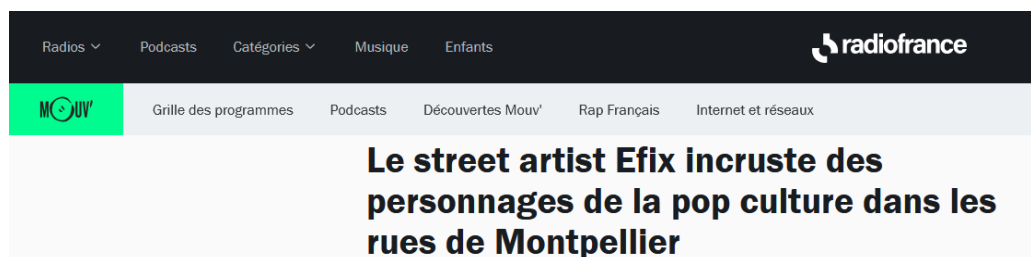 Radios Podcasts Catégories Musique Enfants radiofrance
MOUV' Grille des programmes Podcasts Découvertes Mouv' Rap Français Internet et réseaux
Le street artist Efix incruste des
personnages de la pop culture dans les
rues de Montpellier